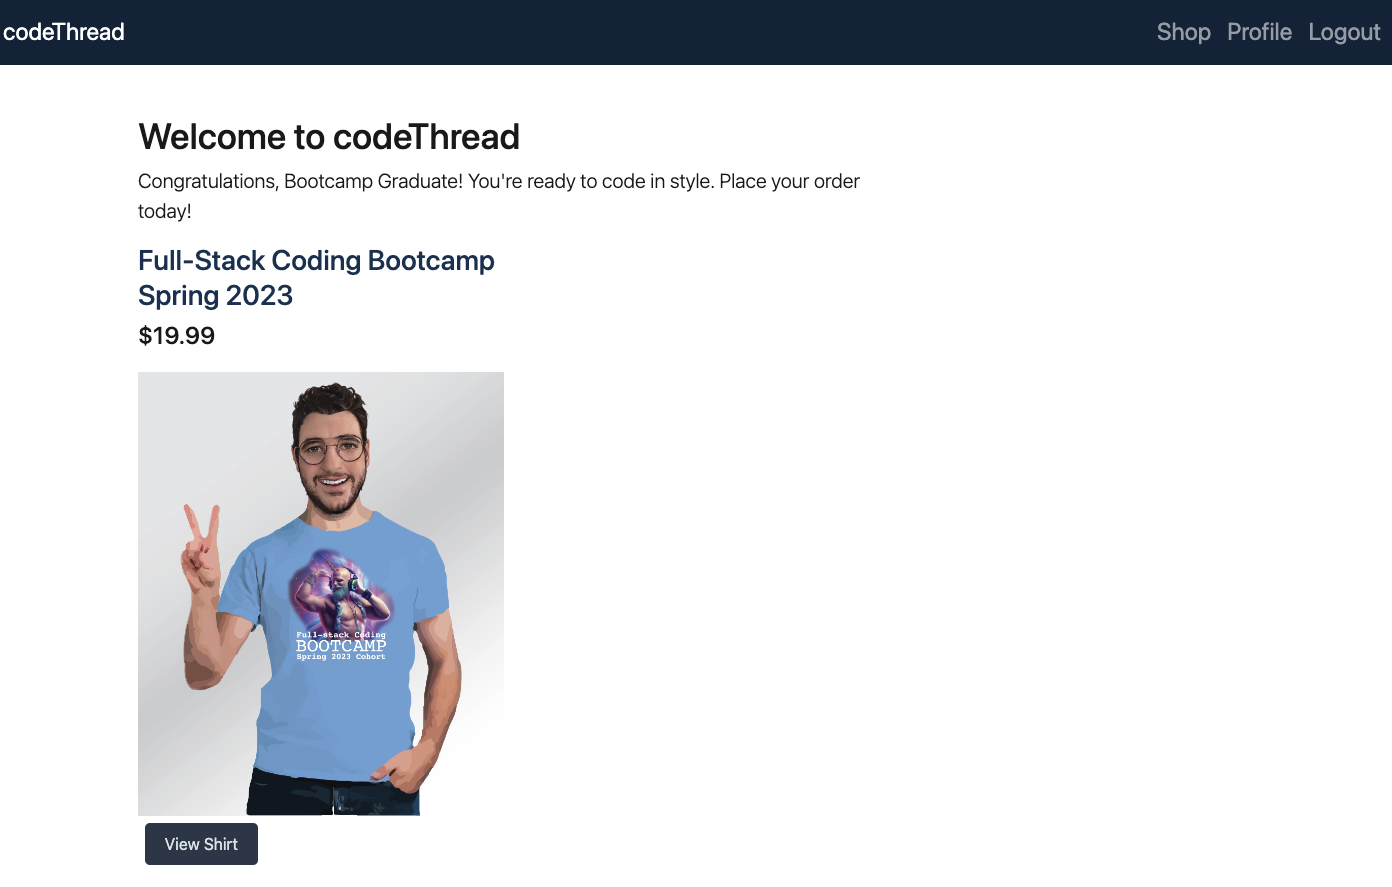 codeThread
Shop Profile Logout
Welcome to codeThread
Congratulations, Bootcamp Graduate! You're ready to code in style. Place your order
today!
Full-Stack Coding Bootcamp
Spring 2023
$19.99
Full-stack Coding
BOOTCAMP
Spring 2023 Cohort
View Shirt